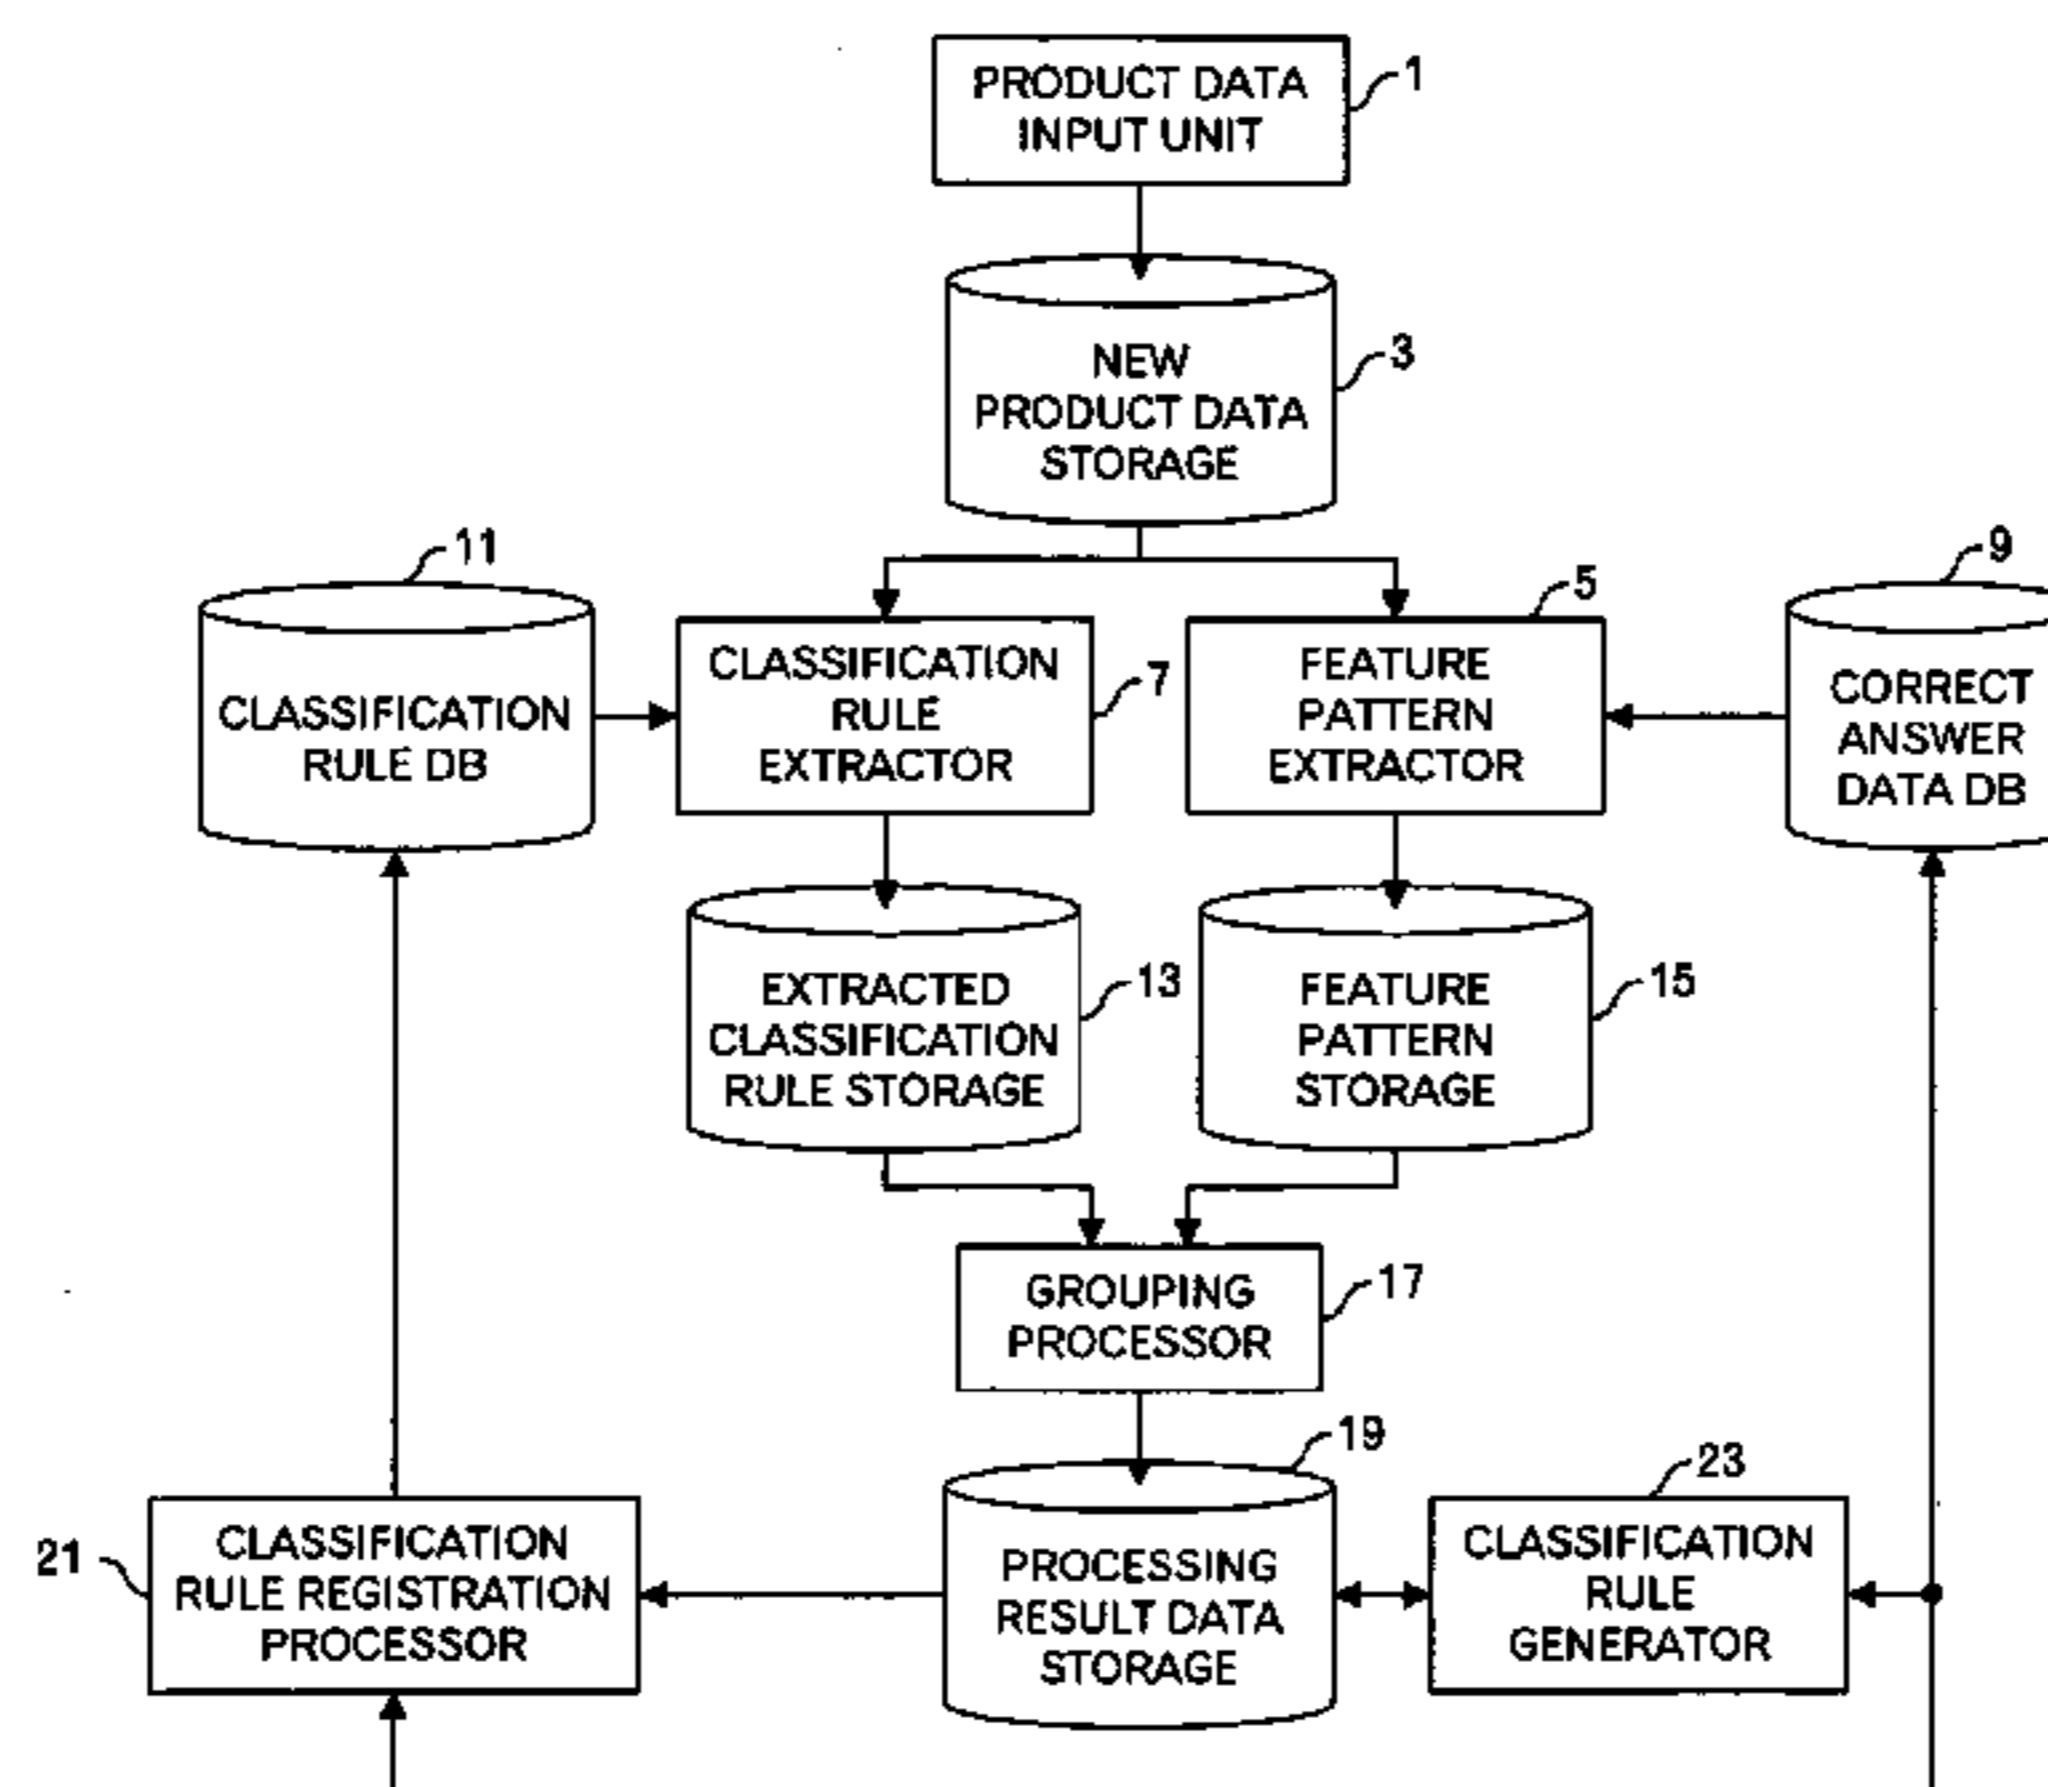 PRODUCT DATA
INPUT UNIT
1
NEW
PRODUCT DATA
STORAGE
3
11
CLASSIFICATION
RULE DB
CLASSIFICATION
RULE
EXTRACTOR
7
5
FEATURE
PATTERN
EXTRACTOR
9
CORRECT
ANSWER
DATA DB
EXTRACTED
CLASSIFICATION
RULE STORAGE
13
FEATURE
PATTERN
STORAGE
15
GROUPING
PROCESSOR
17
21
CLASSIFICATION
RULE REGISTRATION
PROCESSOR
19
PROCESSING
RESULT DATA
STORAGE
23
CLASSIFICATION
RULE
GENERATOR